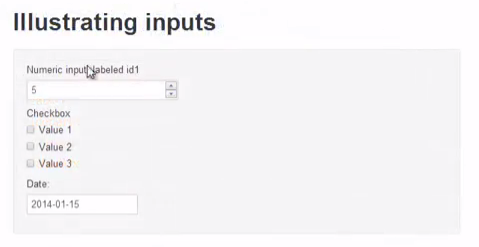 Illustrating inputs
Numeric input, labeled id1
5
Checkbox
Value 1
Value 2
Value 3
Date:
2014-01-15